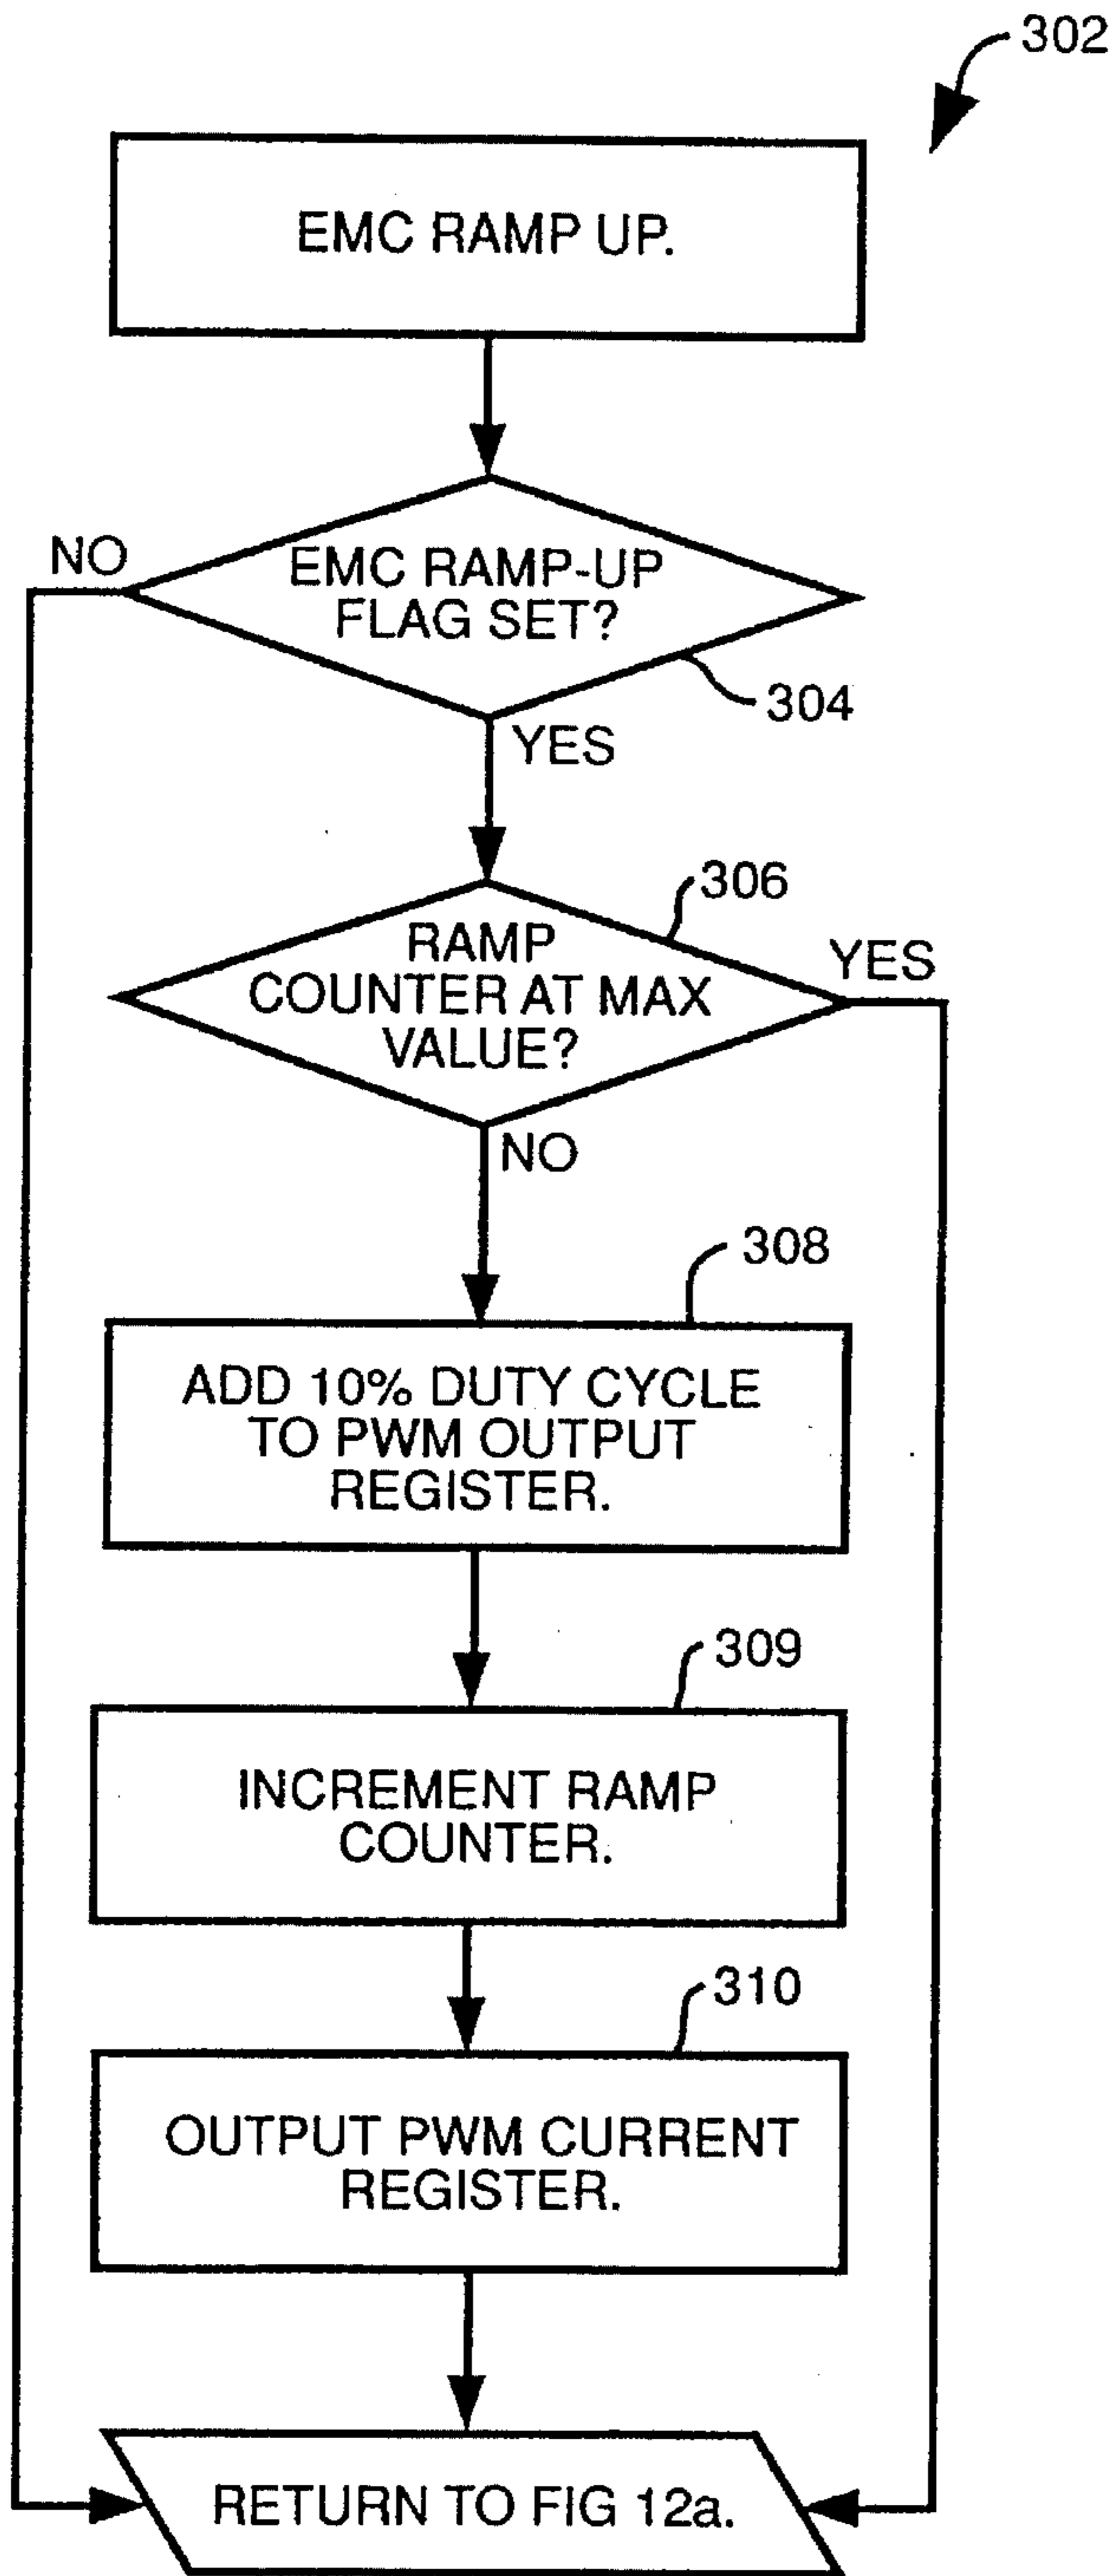 302
EMC RAMP UP.
NO
EMC RAMP-UP
FLAG SET?
304
YES
306
RAMP
COUNTER AT MAX
VALUE?
YES
NO
308
ADD 10% DUTY CYCLE
TO PWM OUTPUT
REGISTER.
309
INCREMENT RAMP
COUNTER.
310
OUTPUT PWM CURRENT
REGISTER.
RETURN TO FIG 12a.